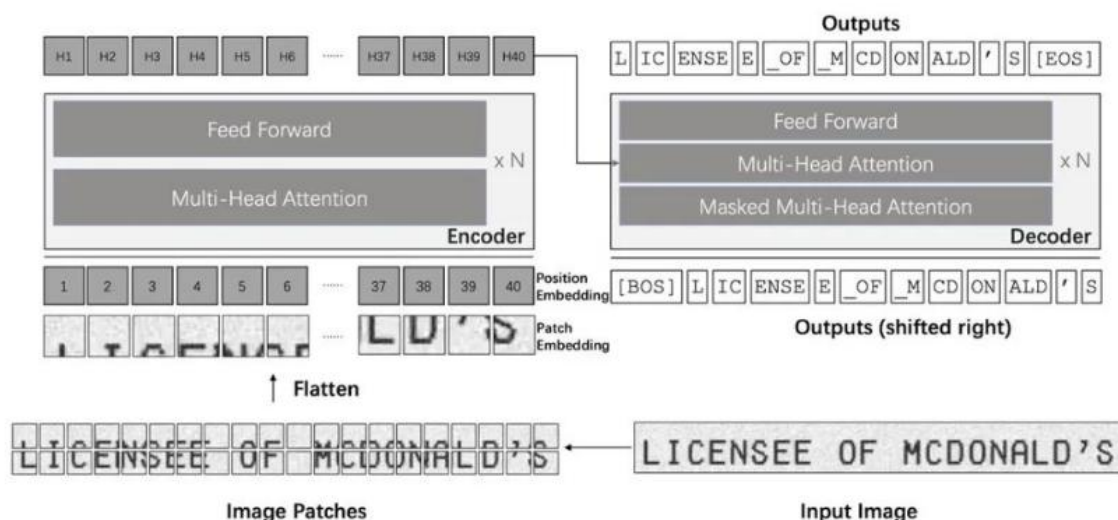 Outputs
H1 H2 H3 H4 H5 H6 ...... H37 H38 H39 H40
L IC ENSE E _OF _M CD ON ALD ' S [EOS]
Feed Forward
Multi-Head Attention
x N
Encoder
Feed Forward
Multi-Head Attention
Masked Multi-Head Attention
x N
Decoder
1 2 3 4 5 6 ...... 37 38 39 40
Position
Embedding
[BOS] L IC ENSE E _OF _M CD ON ALD ' S
LICENSE ...... LD'S
Patch
Embedding
Outputs (shifted right)
Flatten
LICENSEE OF MCDONALD'S
LICENSEE OF MCDONALD'S
Image Patches
Input Image